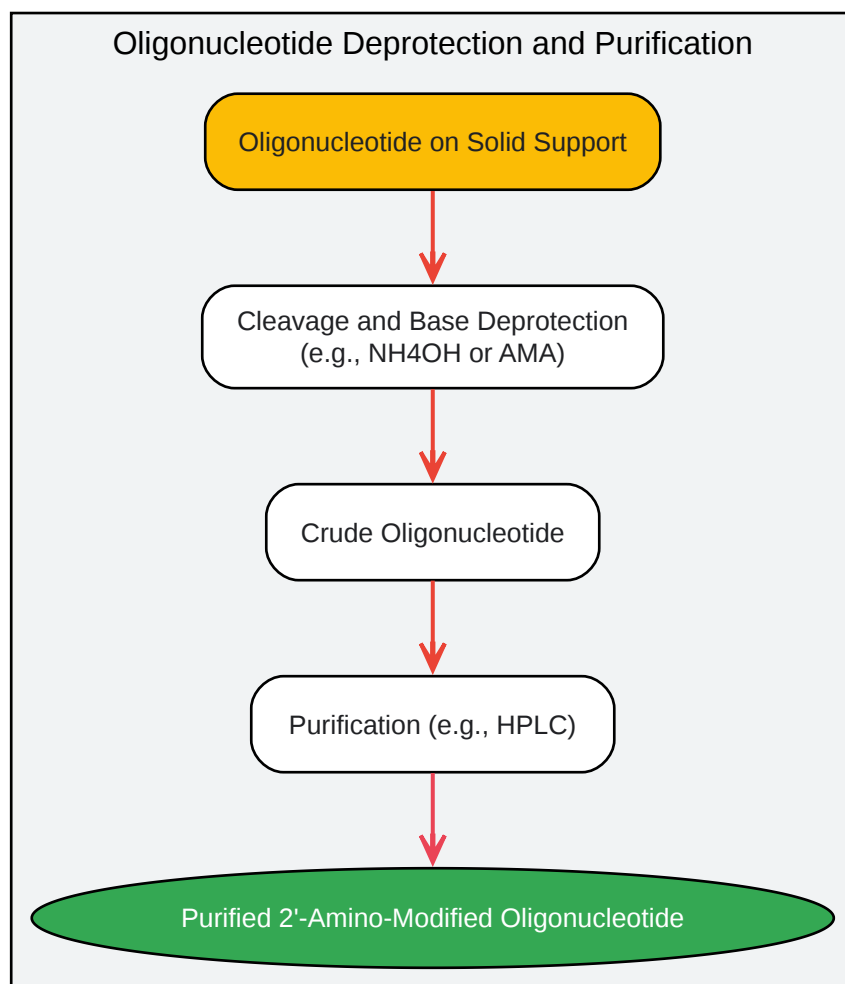 Oligonucleotide Deprotection and Purification
Oligonucleotide on Solid Support
Cleavage and Base Deprotection
(e.g., NH4OH or AMA)
Crude Oligonucleotide
Purification (e.g., HPLC)
Purified 2'-Amino-Modified Oligonucleotide